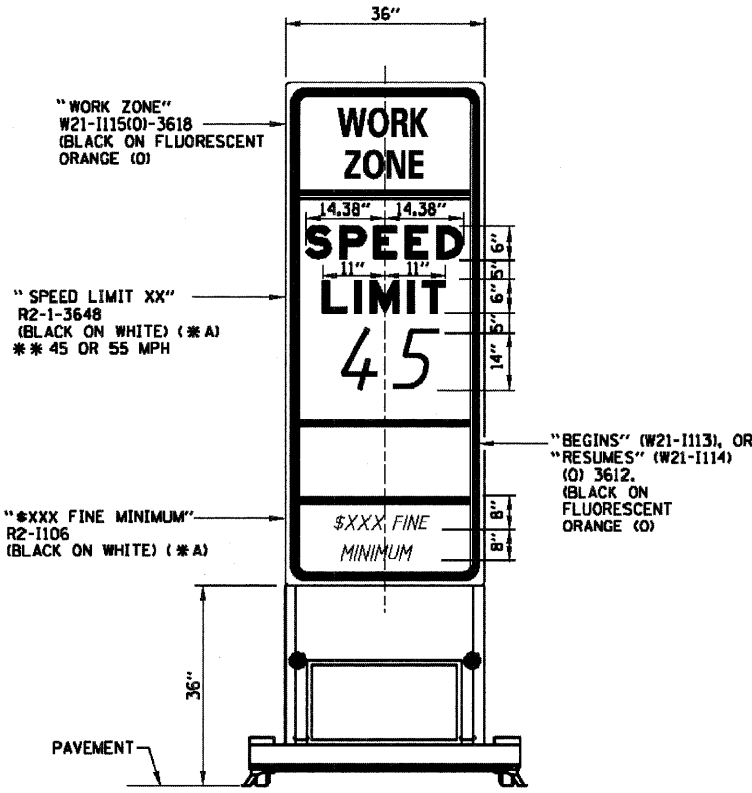 36"
"WORK ZONE"
W21-I115(O)-3618
(BLACK ON FLUORESCENT
ORANGE (O)
WORK
ZONE
14.38" 14.38"
SPEED
6"
11" 11"
5"
LIMIT
6"
5"
45
14"
"SPEED LIMIT XX"
R2-1-3648
(BLACK ON WHITE) (*A)
** 45 OR 55 MPH
"BEGINS" (W21-I113), OR
"RESUMES" (W21-I114)
(O) 3612.
(BLACK ON
FLUORESCENT
ORANGE (O)
"$XXX FINE MINIMUM"
R2-I106
(BLACK ON WHITE) (*A)
$XXX FINE
8"
MINIMUM
8"
36"
PAVEMENT